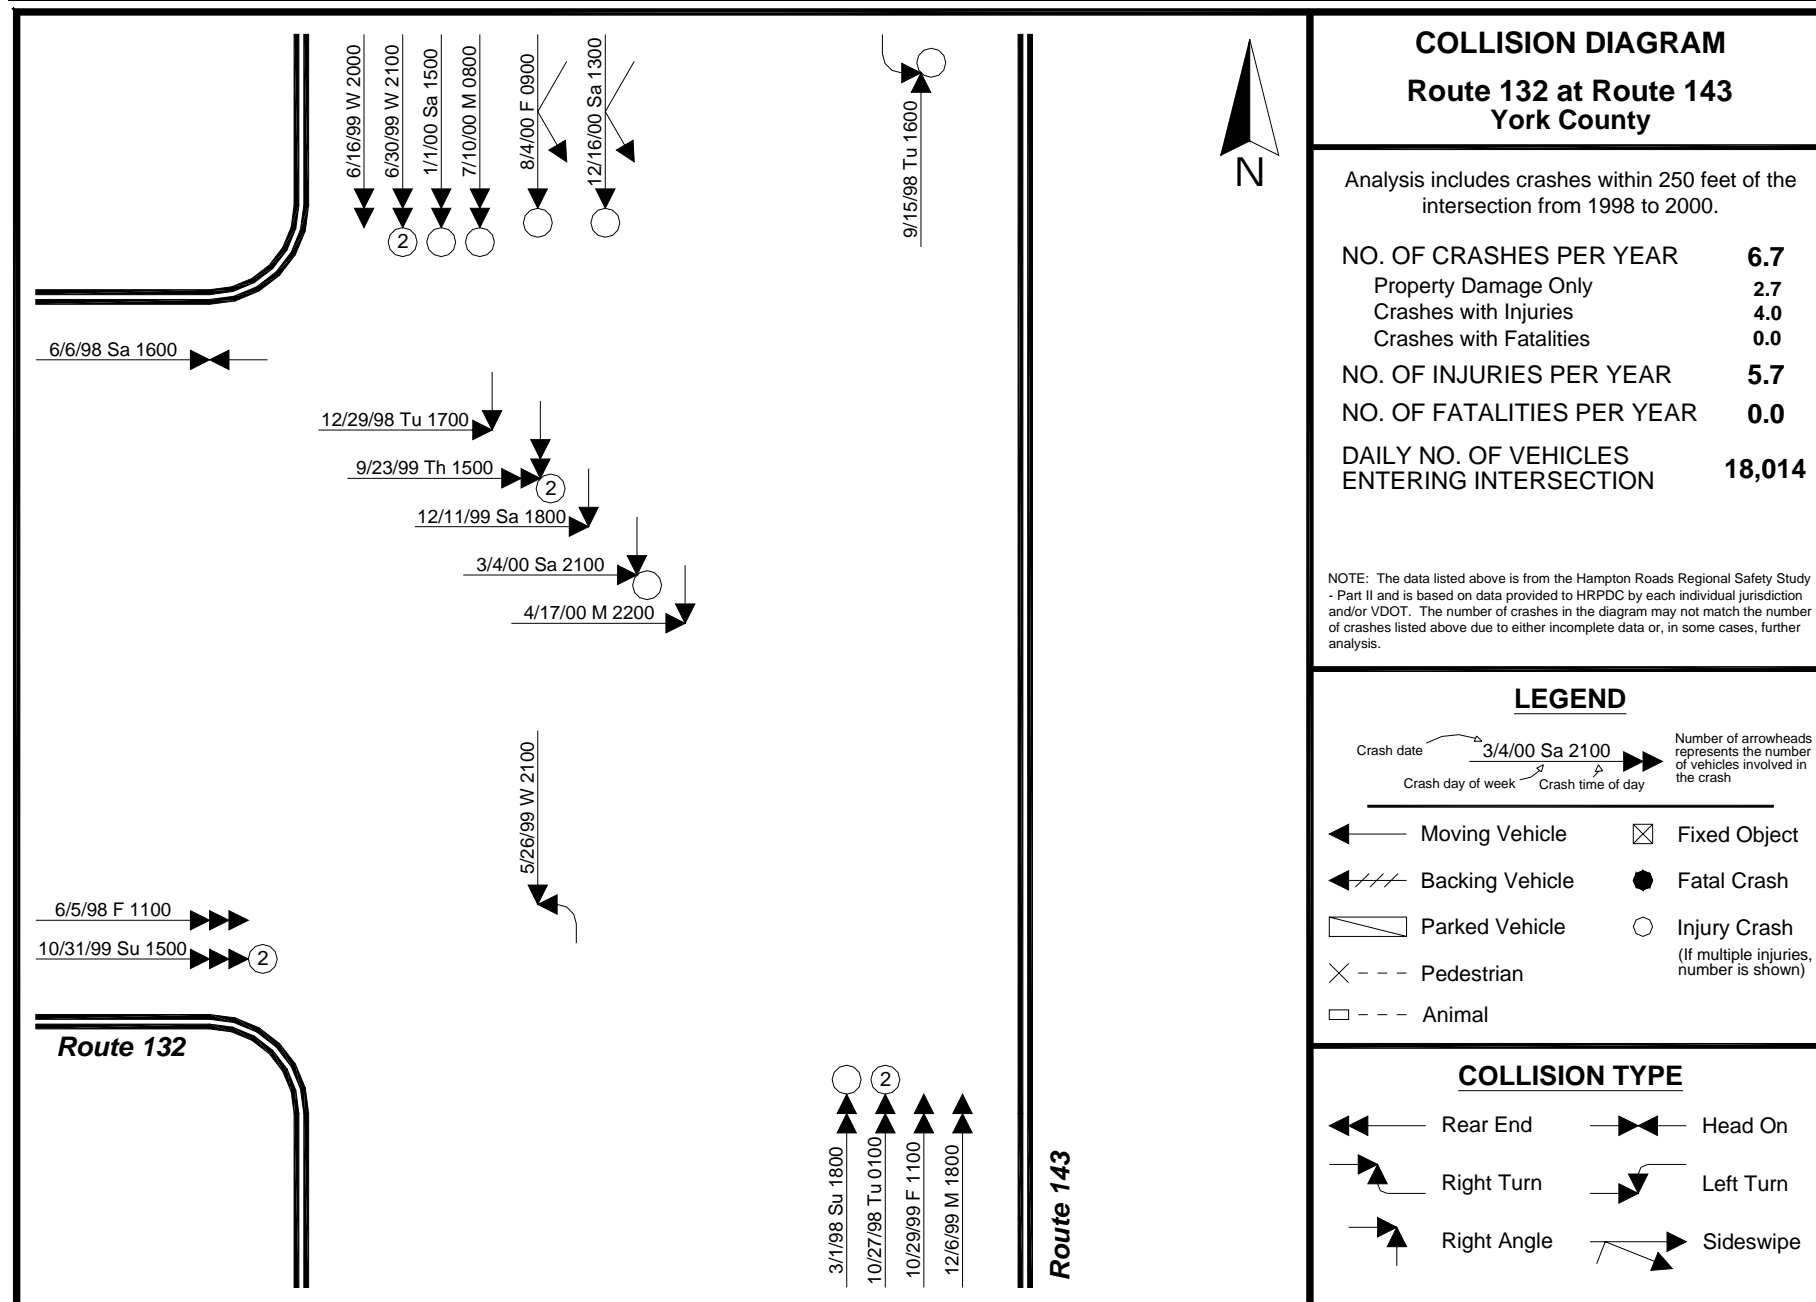 6/16/99 W 2000
6/30/99 W 2100
1/1/00 Sa 1500
7/10/00 M 0800
8/4/00 F 0900
12/16/00 Sa 1300
2
9/15/98 Tu 1600
N
6/6/98 Sa 1600
12/29/98 Tu 1700
9/23/99 Th 1500
2
12/11/99 Sa 1800
3/4/00 Sa 2100
4/17/00 M 2200
5/26/99 W 2100
6/5/98 F 1100
10/31/99 Su 1500
2
Route 132
2
3/1/98 Su 1800
10/27/98 Tu 0100
10/29/99 F 1100
12/6/99 M 1800
Route 143
COLLISION DIAGRAM
Route 132 at Route 143
York County
Analysis includes crashes within 250 feet of the
intersection from 1998 to 2000.
NO. OF CRASHES PER YEAR 6.7
Property Damage Only 2.7
Crashes with Injuries 4.0
Crashes with Fatalities 0.0
NO. OF INJURIES PER YEAR 5.7
NO. OF FATALITIES PER YEAR 0.0
DAILY NO. OF VEHICLES
ENTERING INTERSECTION 18,014
NOTE: The data listed above is from the Hampton Roads Regional Safety Study
- Part II and is based on data provided to HRPDC by each individual jurisdiction
and/or VDOT. The number of crashes in the diagram may not match the number
of crashes listed above due to either incomplete data or, in some cases, further
analysis.
LEGEND
Crash date
3/4/00 Sa 2100
Crash day of week
Crash time of day
Number of arrowheads
represents the number
of vehicles involved in
the crash
Moving Vehicle
Fixed Object
Backing Vehicle
Fatal Crash
Parked Vehicle
Injury Crash
(If multiple injuries,
number is shown)
Pedestrian
Animal
COLLISION TYPE
Rear End
Head On
Right Turn
Left Turn
Right Angle
Sideswipe